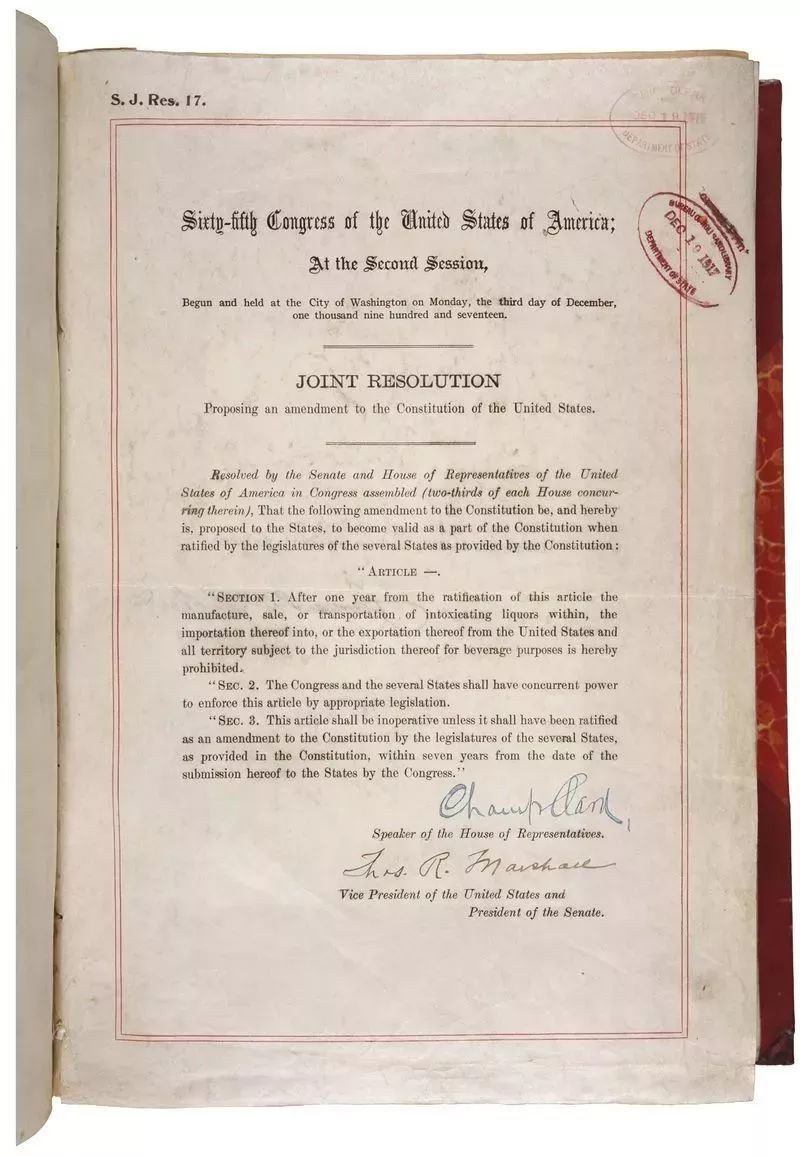 S. J. Res. 17.
DEC 19 1917
DEPARTMENT OF STATE
Sixty-fifth Congress of the United States of America;
At the Second Session,
DEC 19 1917
DEPARTMENT OF STATE
Begun and held at the City of Washington on Monday, the third day of December,
one thousand nine hundred and seventeen.
JOINT RESOLUTION
Proposing an amendment to the Constitution of the United States.
Resolved by the Senate and House of Representatives of the United
States of America in Congress assembled (two-thirds of each House concur-
ring therein), That the following amendment to the Constitution be, and hereby
is, proposed to the States, to become valid as a part of the Constitution when
ratified by the legislatures of the several States as provided by the Constitution:
"ARTICLE —.
"SECTION 1. After one year from the ratification of this article the
manufacture, sale, or transportation of intoxicating liquors within, the
importation thereof into, or the exportation thereof from the United States and
all territory subject to the jurisdiction thereof for beverage purposes is hereby
prohibited.
"SEC. 2. The Congress and the several States shall have concurrent power
to enforce this article by appropriate legislation.
"SEC. 3. This article shall be inoperative unless it shall have been ratified
as an amendment to the Constitution by the legislatures of the several States,
as provided in the Constitution, within seven years from the date of the
submission hereof to the States by the Congress."
Champ Clark
Speaker of the House of Representatives.
Thos. R. Marshall
Vice President of the United States and
President of the Senate.